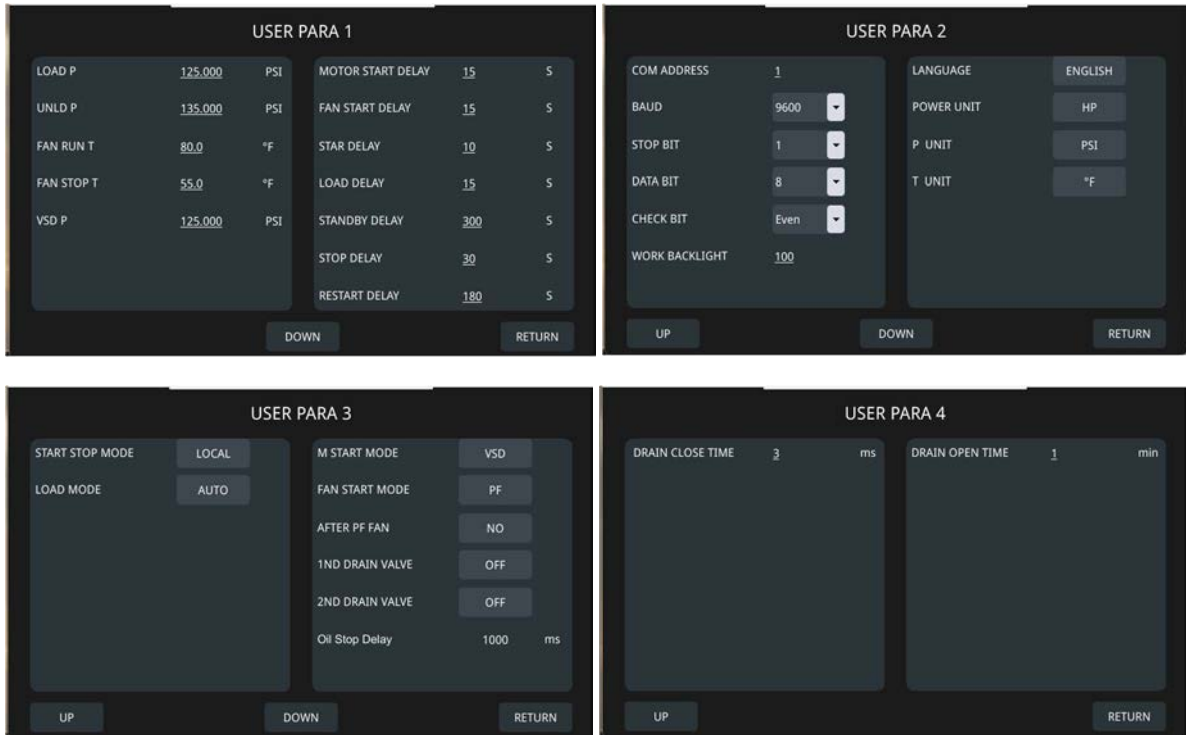 USER PARA 1
LOAD P 125.000 PSI
UNLD P 135.000 PSI
FAN RUN T 80.0 °F
FAN STOP T 55.0 °F
VSD P 125.000 PSI
MOTOR START DELAY 15 S
FAN START DELAY 15 S
STAR DELAY 10 S
LOAD DELAY 15 S
STANDBY DELAY 300 S
STOP DELAY 30 S
RESTART DELAY 180 S
DOWN RETURN
USER PARA 2
COM ADDRESS 1
BAUD 9600
STOP BIT 1
DATA BIT 8
CHECK BIT Even
WORK BACKLIGHT 100
LANGUAGE ENGLISH
POWER UNIT HP
P UNIT PSI
T UNIT °F
UP DOWN RETURN
USER PARA 3
START STOP MODE LOCAL
LOAD MODE AUTO
M START MODE VSD
FAN START MODE PF
AFTER PF FAN NO
1ND DRAIN VALVE OFF
2ND DRAIN VALVE OFF
Oil Stop Delay 1000 ms
UP DOWN RETURN
USER PARA 4
DRAIN CLOSE TIME 3 ms
DRAIN OPEN TIME 1 min
UP RETURN